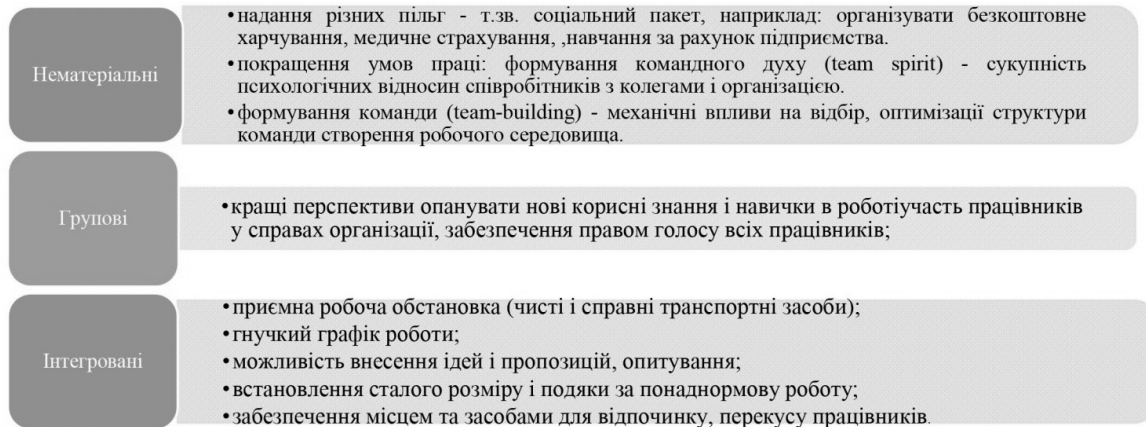 Нематеріальні
•надання різних пільг - т.зв. соціальний пакет, наприклад: організувати безкоштовне
харчування, медичне страхування, ,навчання за рахунок підприємства.
•покращення умов праці: формування командного духу (team spirit) - сукупність
психологічних відносин співробітників з колегами і організацією.
•формування команди (team-building) - механічні впливи на відбір, оптимізації структури
команди створення робочого середовища.
Групові
•кращі перспективи опанувати нові корисні знання і навички в роботіучасть працівників
у справах організації, забезпечення правом голосу всіх працівників;
Інтегровані
•приємна робоча обстановка (чисті і справні транспортні засоби);
•гнучкий графік роботи;
•можливість внесення ідей і пропозицій, опитування;
•встановлення сталого розміру і подяки за понаднормову роботу;
•забезпечення місцем та засобами для відпочинку, перекусу працівників.